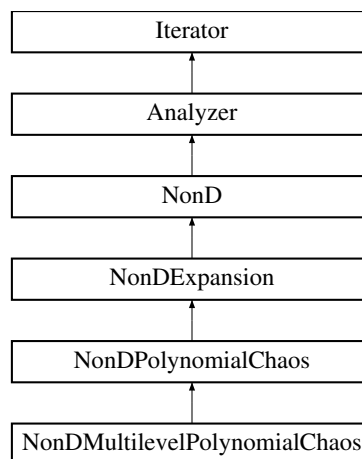 Iterator
Analyzer
NonD
NonDExpansion
NonDPolynomialChaos
NonDMultilevelPolynomialChaos